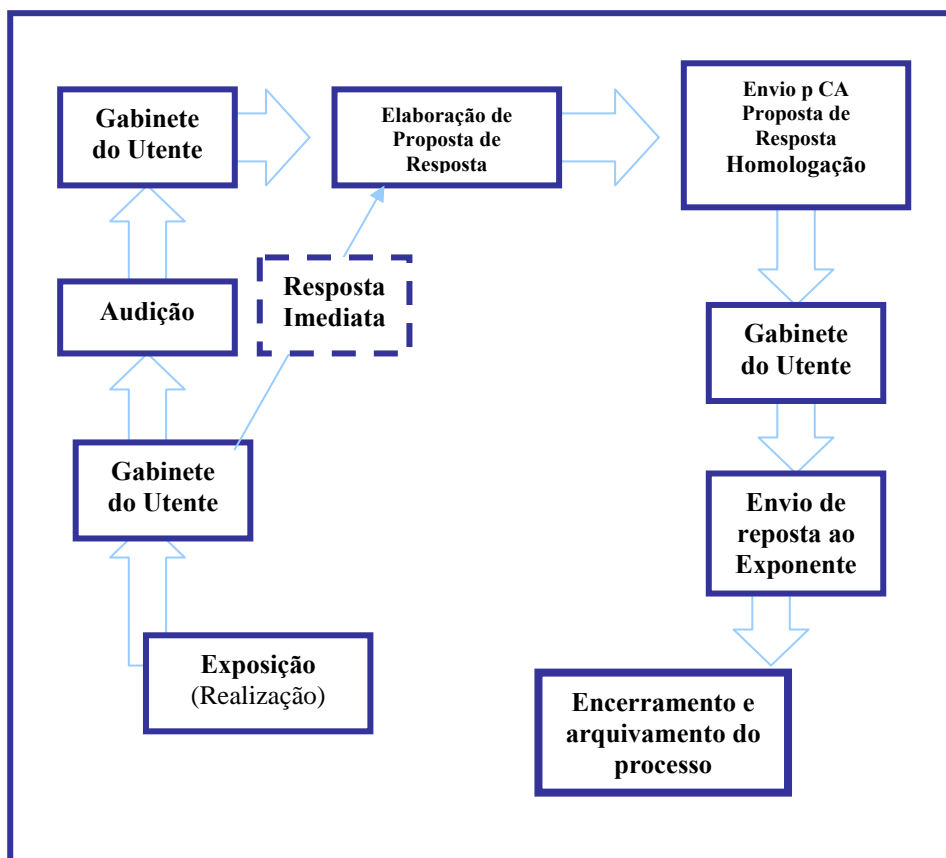 Gabinete
do Utente
Elaboração de
Proposta de
Resposta
Envio p CA
Proposta de
Resposta
Homologação
Audição
Resposta
Imediata
Gabinete
do Utente
Gabinete
do Utente
Envio de
reposta ao
Exponente
Exposição
(Realização)
Encerramento e
arquivamento do
processo